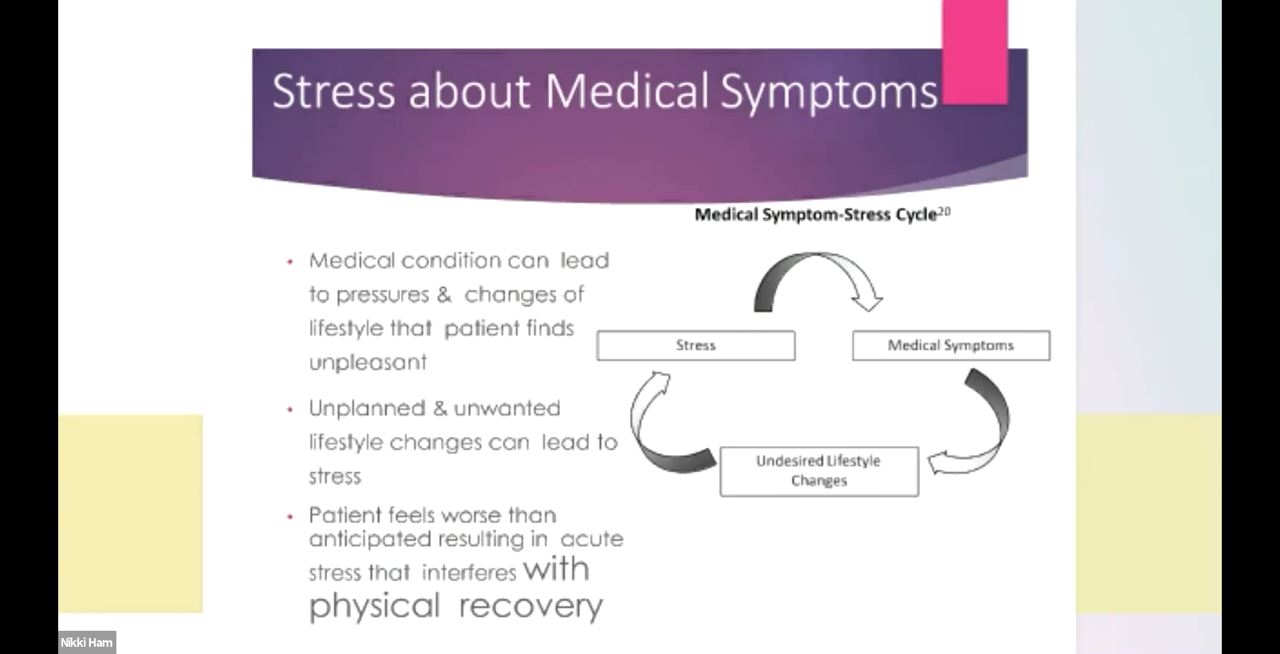 Stress about Medical Symptoms
Medical Symptom-Stress Cycle20
• Medical condition can lead
to pressures & changes of
lifestyle that patient finds
unpleasant
• Unplanned & unwanted
lifestyle changes can lead to
stress
• Patient feels worse than
anticipated resulting in acute
stress that interferes with
physical recovery
Stress
Medical Symptoms
Undesired Lifestyle
Changes
Nikki Ham